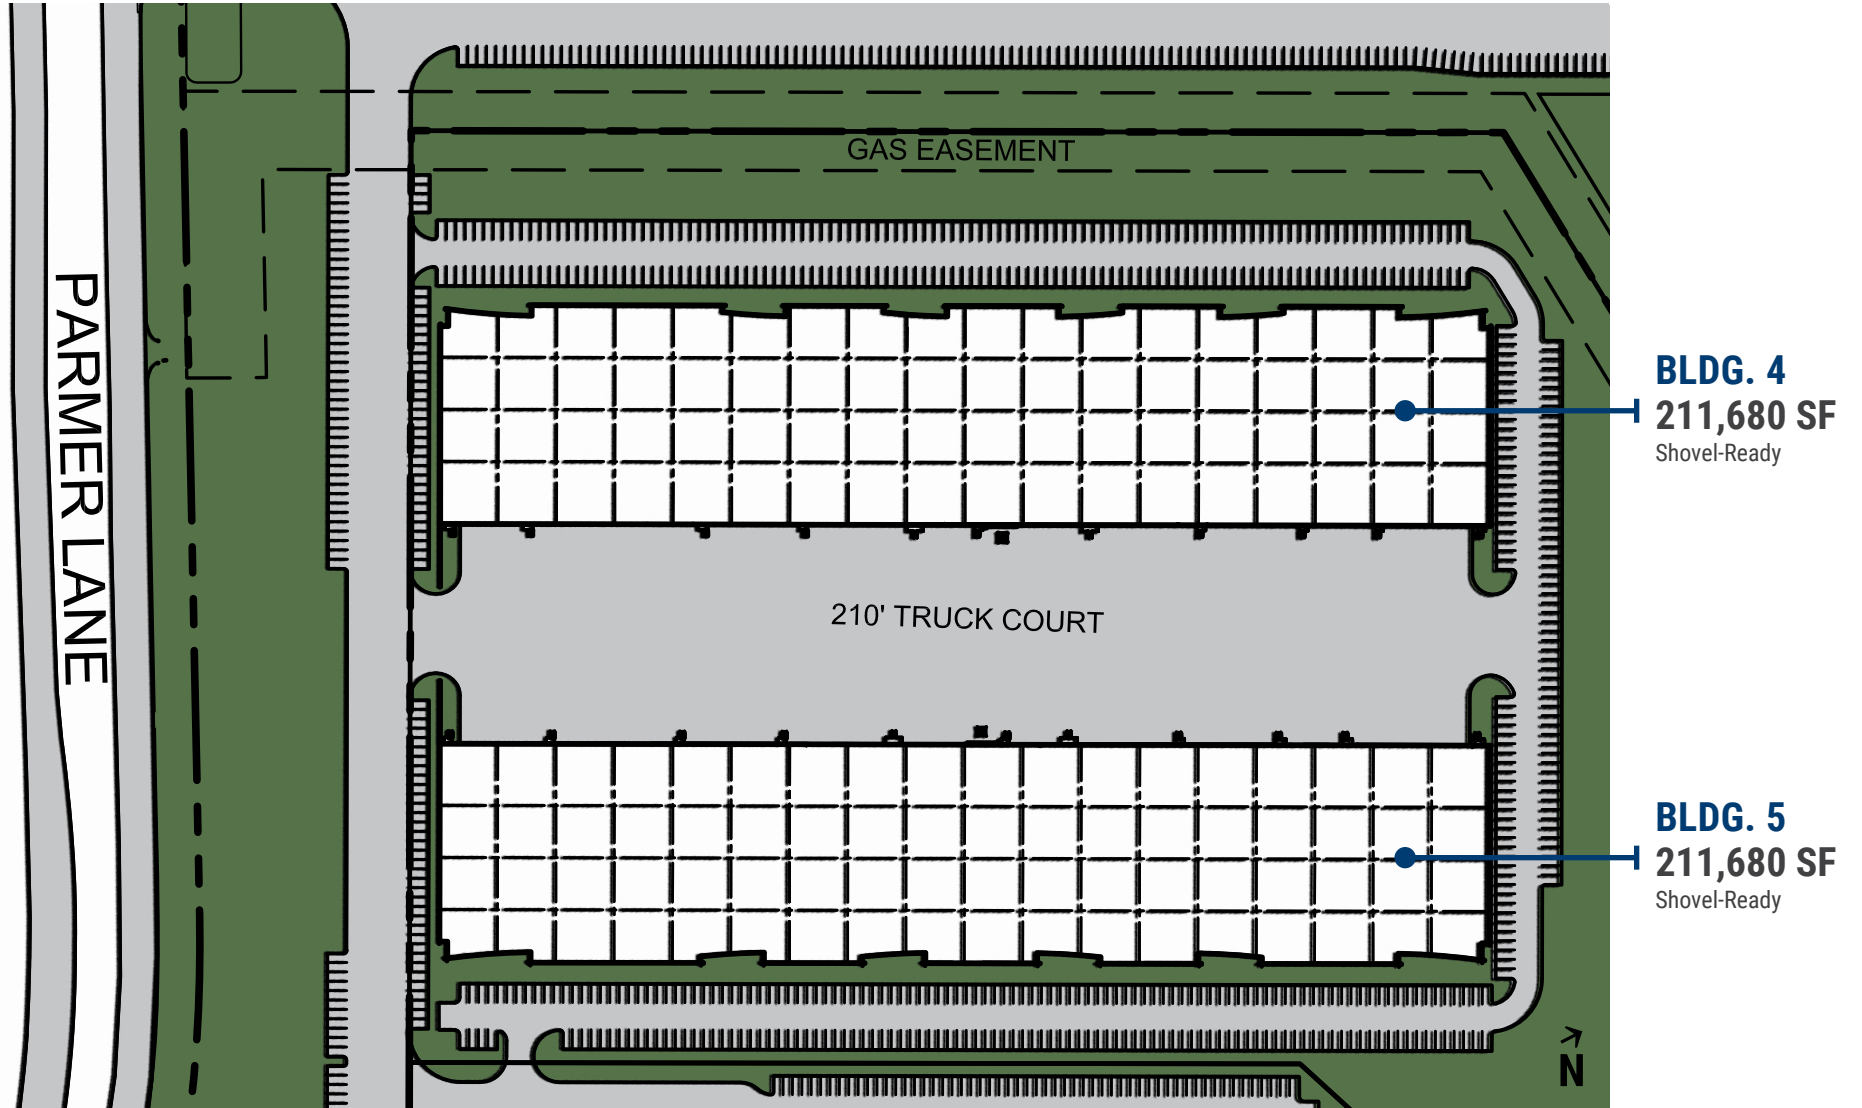 GAS EASEMENT
PARMER LANE
BLDG. 4
211,680 SF
Shovel-Ready
210' TRUCK COURT
BLDG. 5
211,680 SF
Shovel-Ready
N